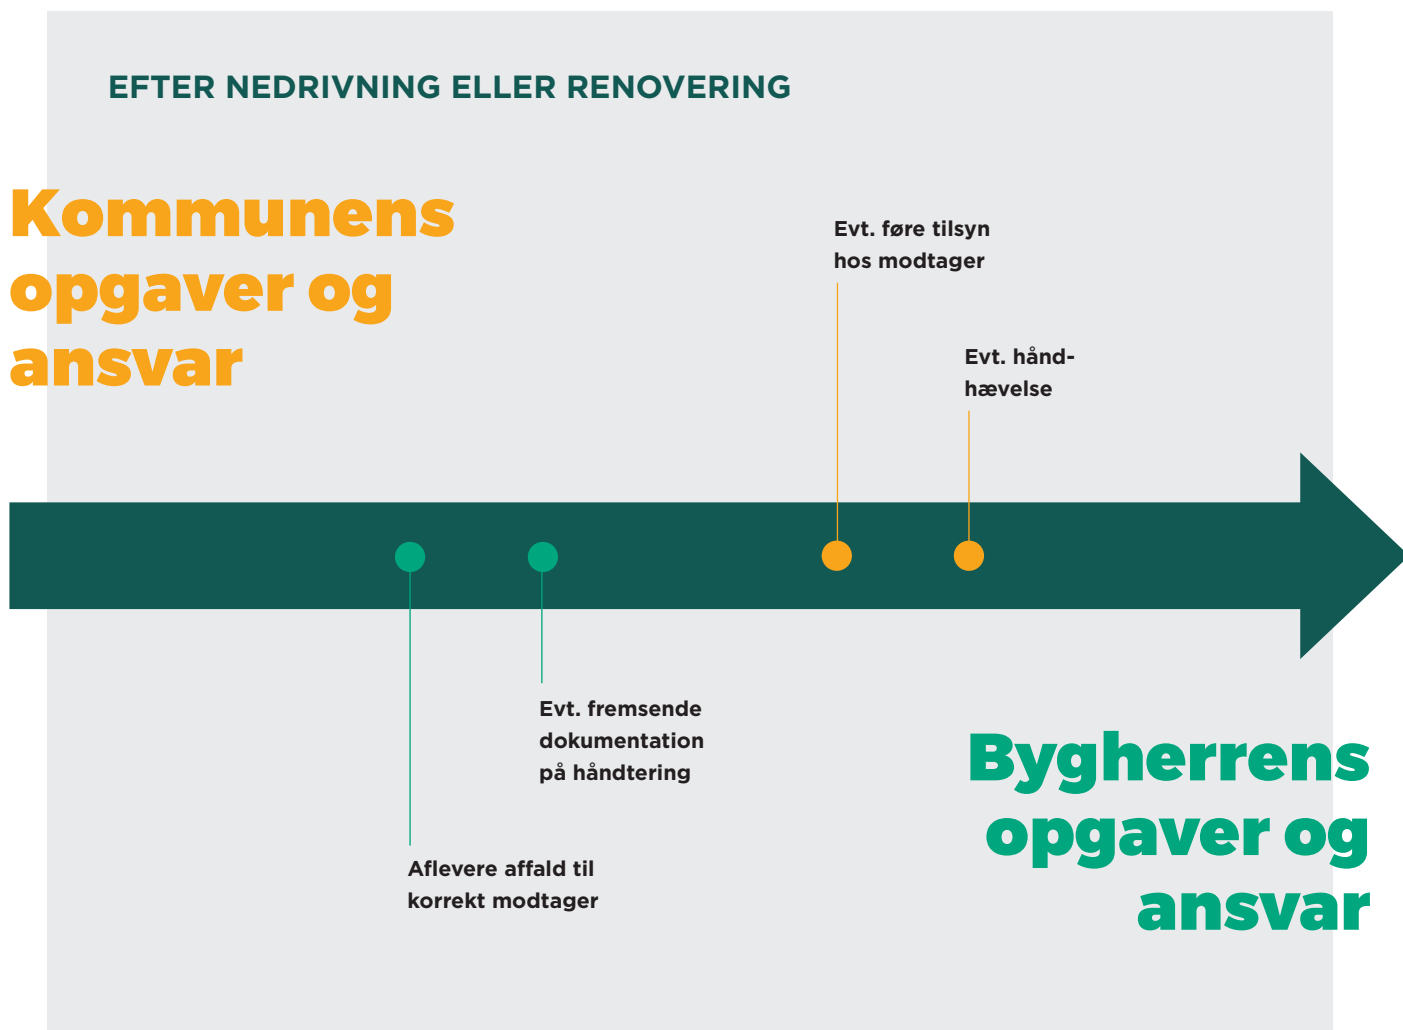 EFTER NEDRIVNING ELLER RENOVERING
Kommunens
opgaver og
ansvar
Evt. føre tilsyn
hos modtager
Evt. hånd-
hævelse
Evt. fremsende
dokumentation
på håndtering
Aflevere affald til
korrekt modtager
Bygherrens
opgaver og
ansvar